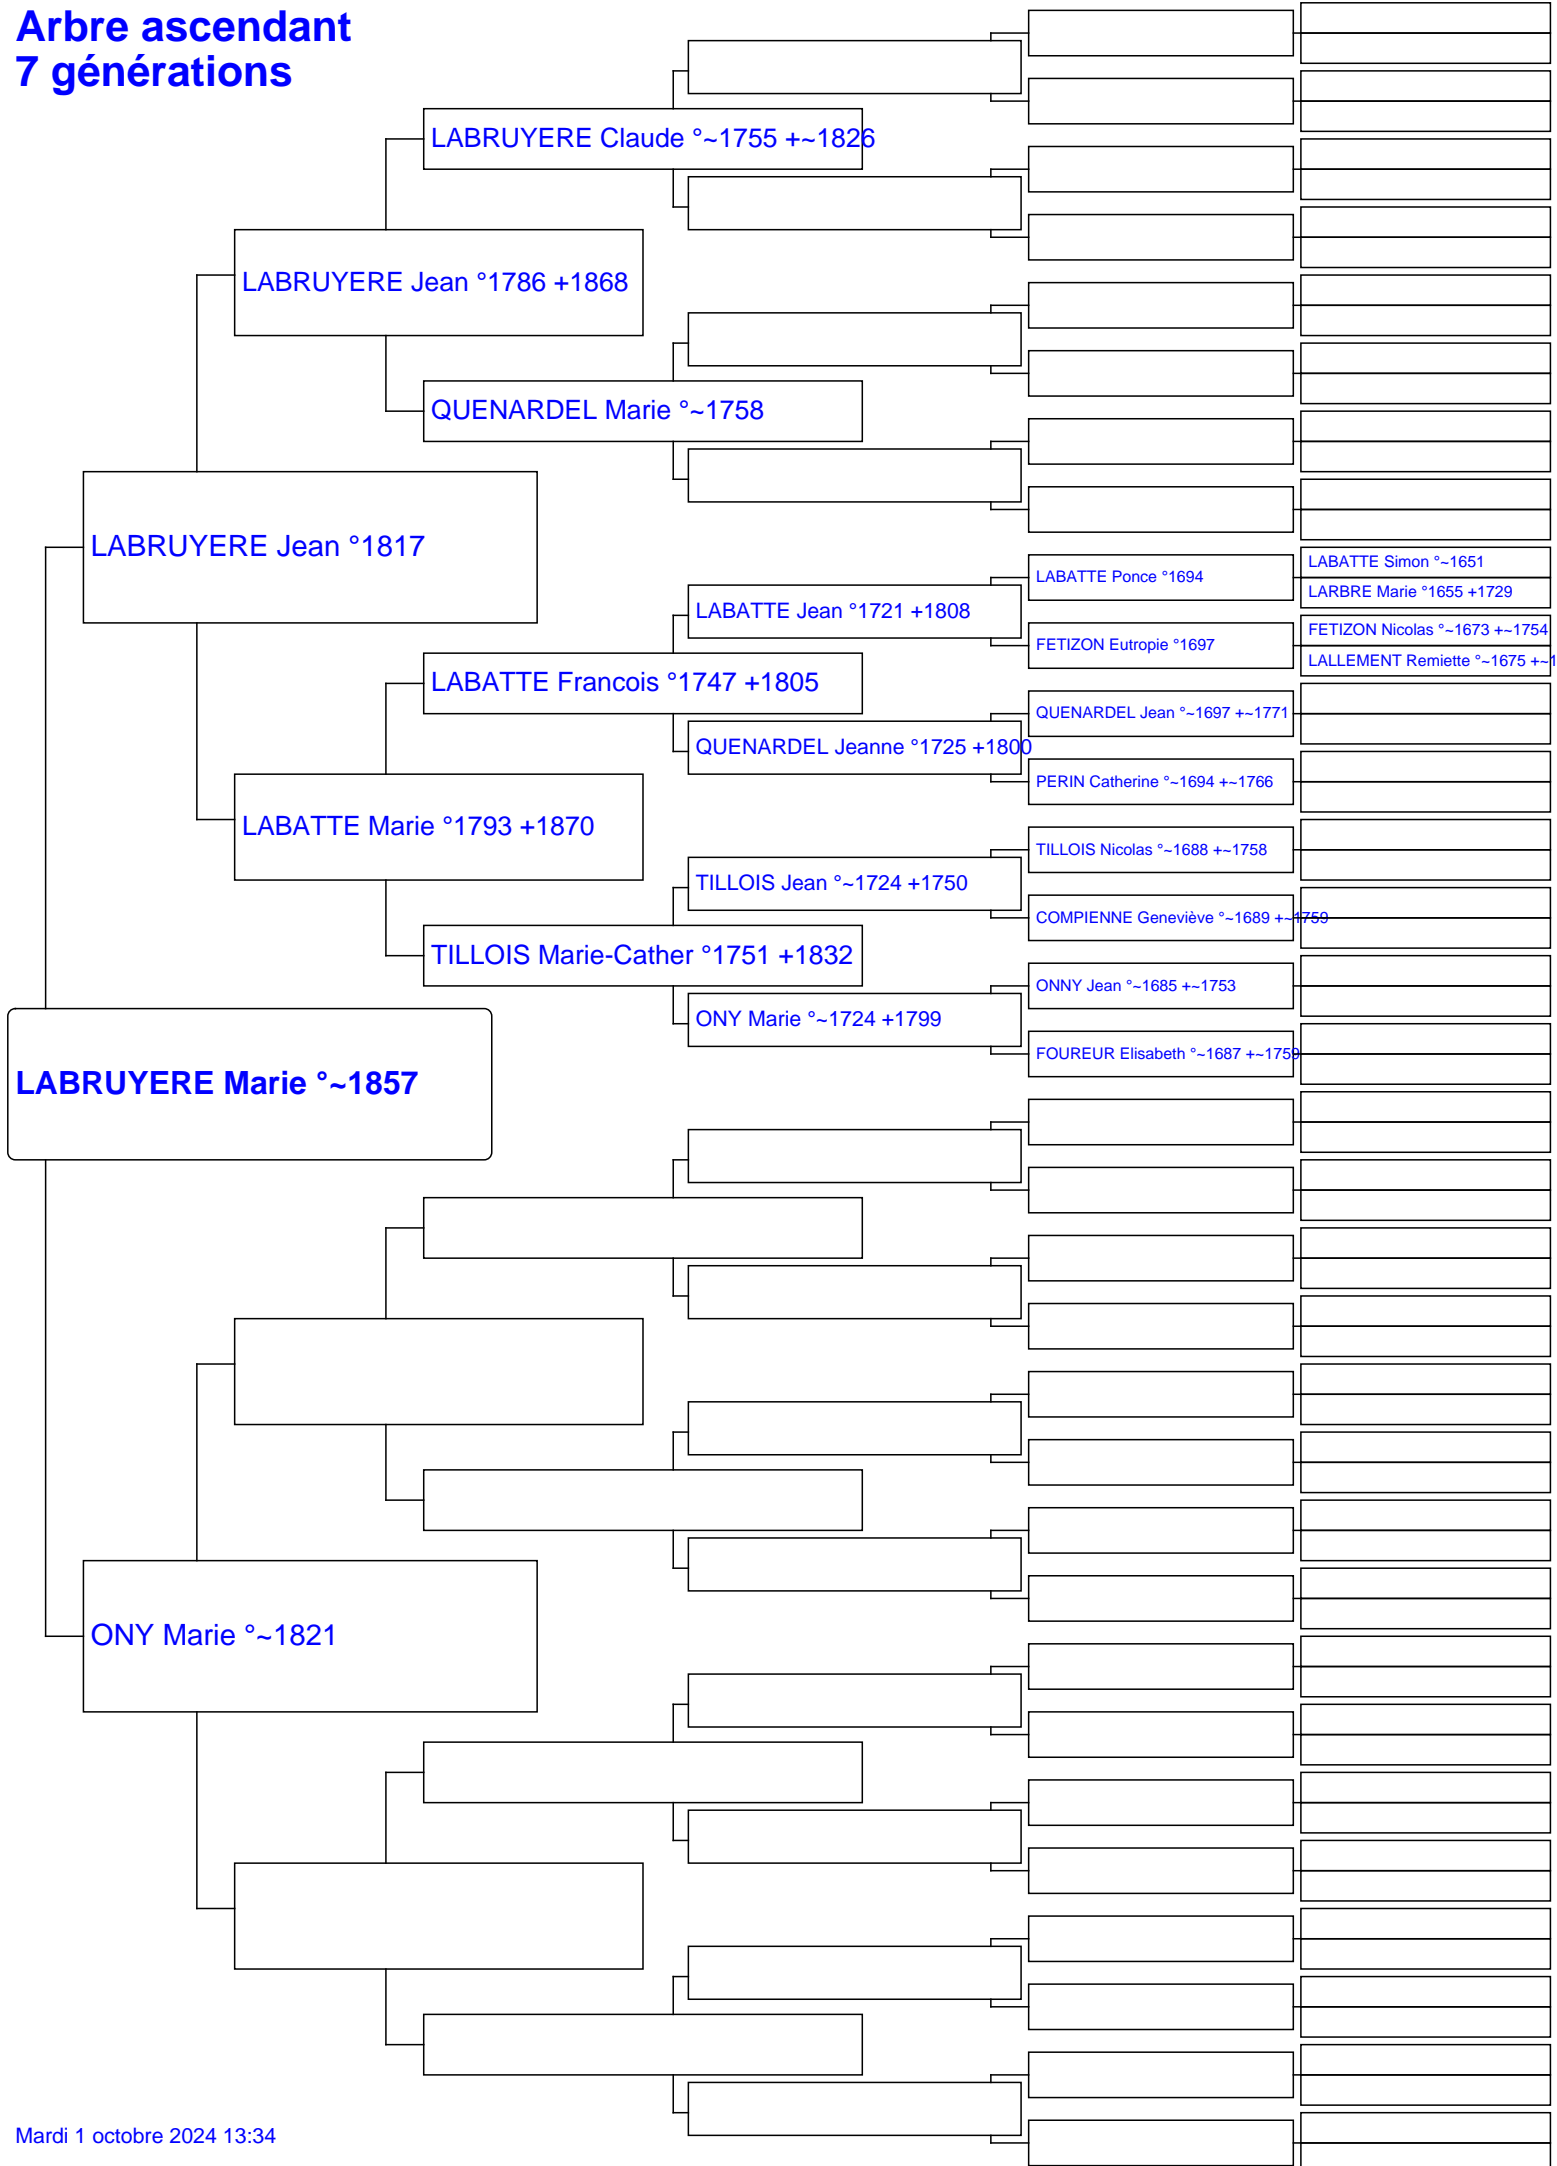 Arbre ascendant
7 générations
LABRUYERE Claude °~1755 +~1826
LABRUYERE Jean °1786 +1868
QUENARDEL Marie °~1758
LABRUYERE Jean °1817
LABATTE Ponce °1694
LABATTE Simon °~1651
LARBRE Marie °1655 +1729
LABATTE Jean °1721 +1808
FETIZON Eutropie °1697
FETIZON Nicolas °~1673 +~1754
LALLEMENT Remiette °~1675 +~1
LABATTE Francois °1747 +1805
QUENARDEL Jean °~1697 +~1771
QUENARDEL Jeanne °1725 +1800
PERIN Catherine °~1694 +~1766
LABATTE Marie °1793 +1870
TILLOIS Nicolas °~1688 +~1758
TILLOIS Jean °~1724 +1750
COMPIENNE Geneviève °~1689 +~1759
TILLOIS Marie-Cather °1751 +1832
ONNY Jean °~1685 +~1753
ONY Marie °~1724 +1799
FOUREUR Elisabeth °~1687 +~1759
LABRUYERE Marie °~1857
ONY Marie °~1821
Mardi 1 octobre 2024 13:34